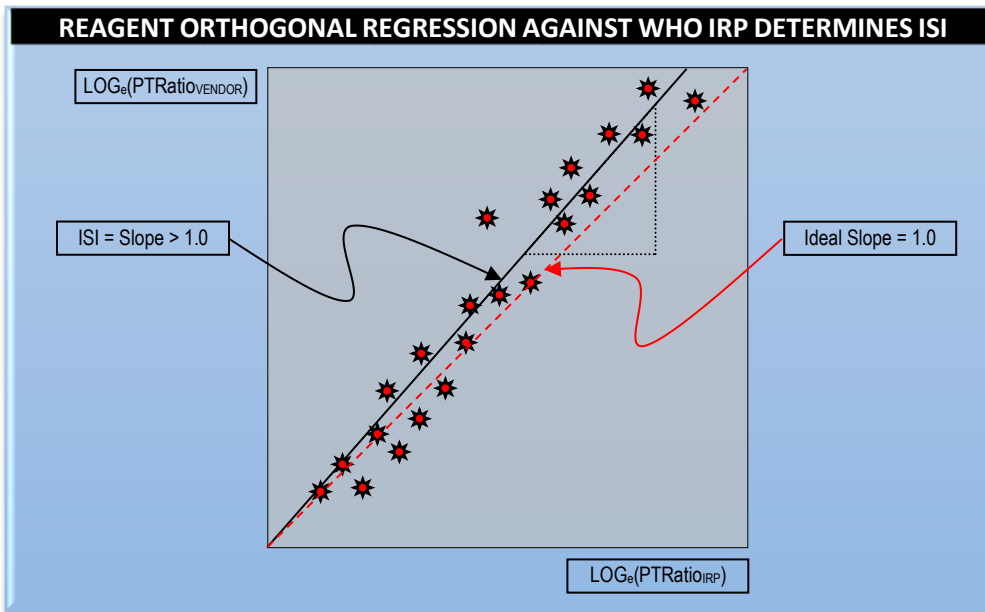 REAGENT ORTHOGONAL REGRESSION AGAINST WHO IRP DETERMINES ISI
LOGe(PTRatioVENDOR)
ISI = Slope > 1.0
Ideal Slope = 1.0
LOGe(PTRatioIRP)